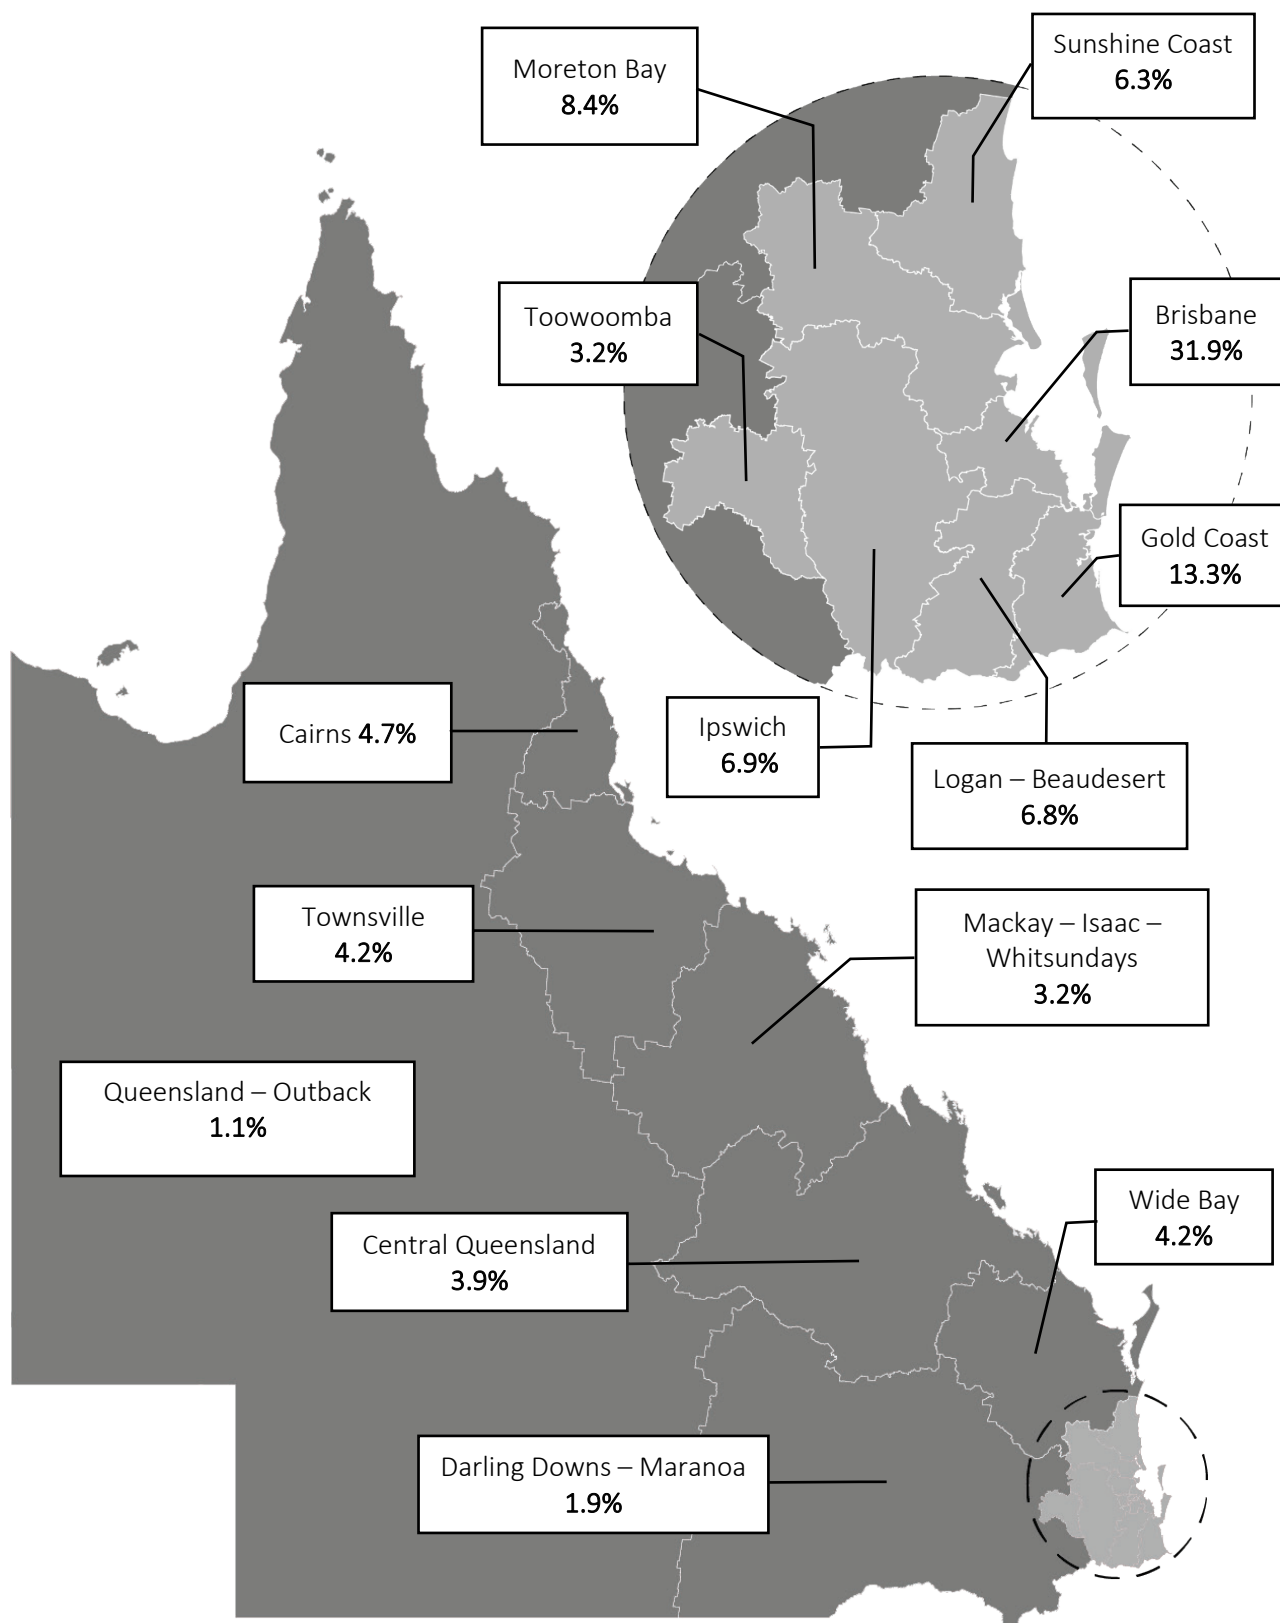 Sunshine Coast
6.3%
Moreton Bay
8.4%
Toowoomba
3.2%
Brisbane
31.9%
Gold Coast
13.3%
Cairns 4.7%
Ipswich
6.9%
Logan – Beaudesert
6.8%
Townsville
4.2%
Mackay – Isaac –
Whitsundays
3.2%
Queensland – Outback
1.1%
Wide Bay
4.2%
Central Queensland
3.9%
Darling Downs – Maranoa
1.9%